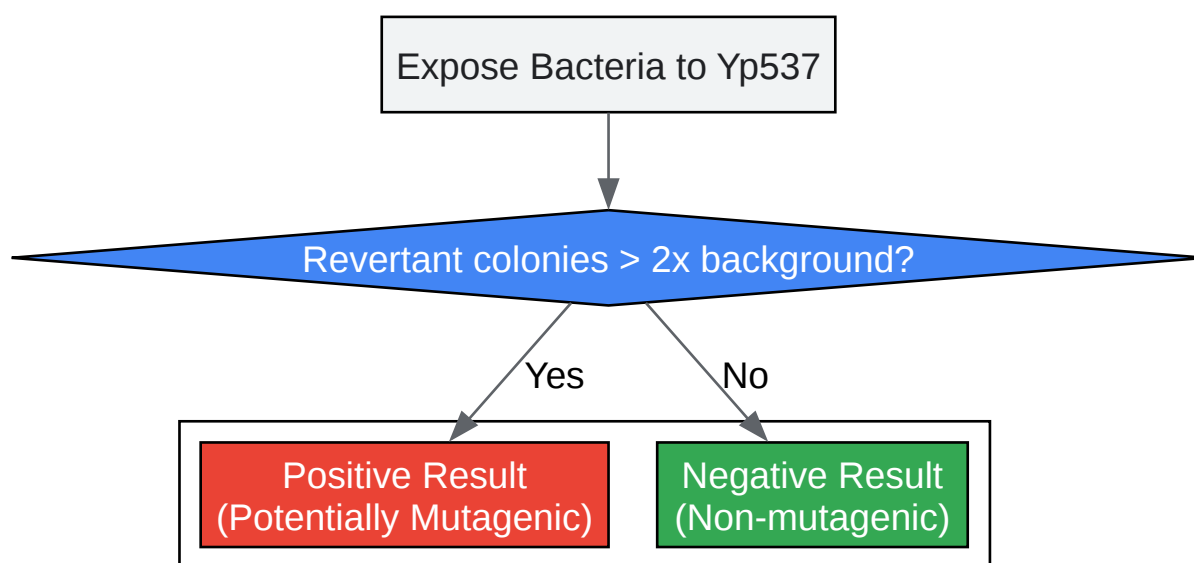 Expose Bacteria to Yp537
Revertant colonies > 2x background?
Yes
No
Positive Result
(Potentially Mutagenic)
Negative Result
(Non-mutagenic)